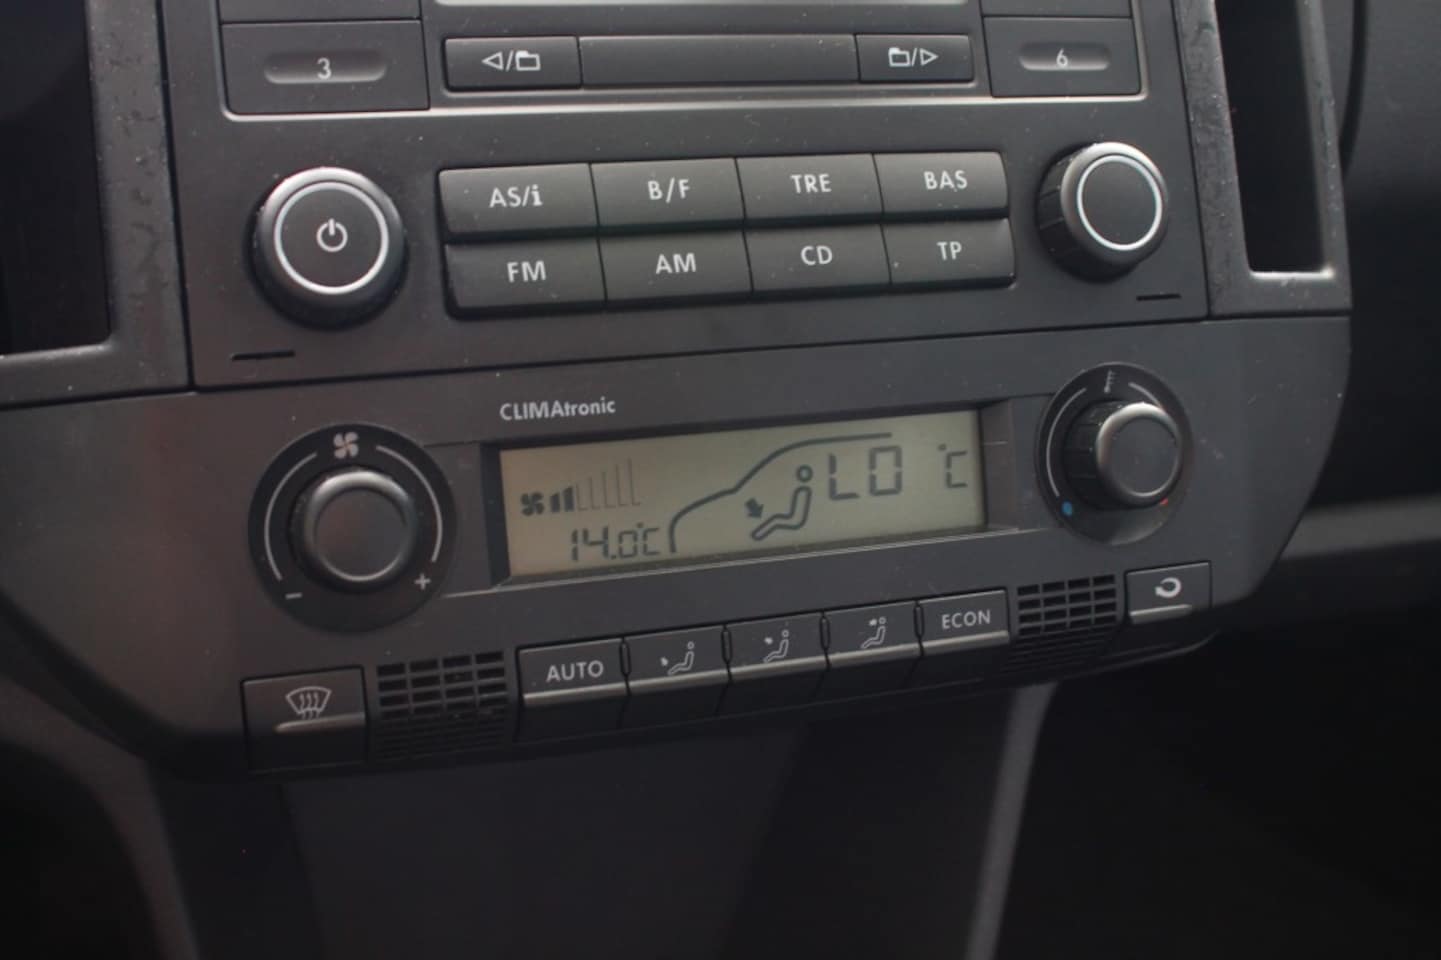 3
6
AS/i B/F TRE BAS
FM AM CD TP
CLIMAtronic
LO °C
14.0°C
- +
AUTO ECON